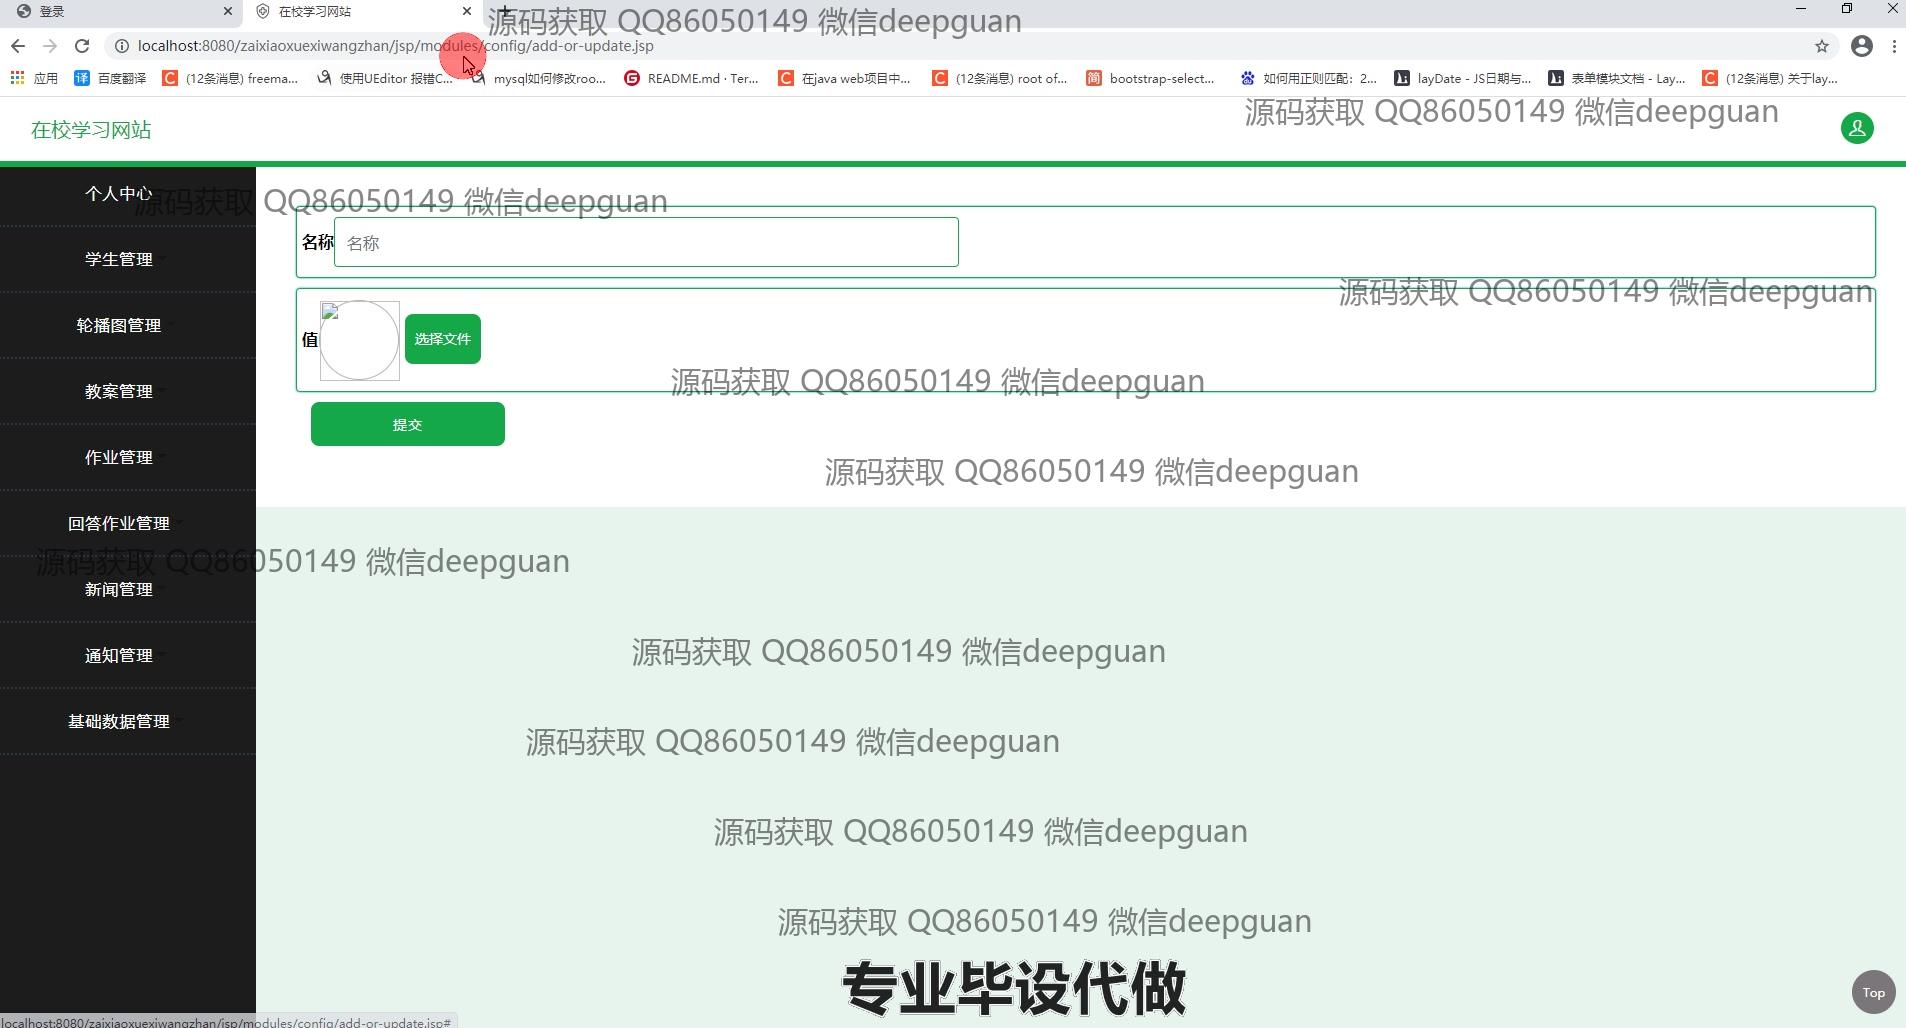 登录
在校学习网站
源码获取 QQ86050149 微信deepguan
localhost:8080/zaixiaoxuexiwangzhan/jsp/modules/config/add-or-update.jsp
应用
百度翻译
(12条消息) freema...
使用UEditor 报错C...
mysql如何修改roo...
README.md · Ter...
在java web项目中...
(12条消息) root of...
bootstrap-select...
如何用正则匹配：2...
layDate - JS日期与...
表单模块文档 - Lay...
(12条消息) 关于lay...
源码获取 QQ86050149 微信deepguan
在校学习网站
个人中心
源码获取 QQ86050149 微信deepguan
名称
名称
学生管理
源码获取 QQ86050149 微信deepguan
轮播图管理
值
选择文件
源码获取 QQ86050149 微信deepguan
教案管理
提交
作业管理
源码获取 QQ86050149 微信deepguan
回答作业管理
源码获取 QQ86050149 微信deepguan
新闻管理
源码获取 QQ86050149 微信deepguan
通知管理
基础数据管理
源码获取 QQ86050149 微信deepguan
源码获取 QQ86050149 微信deepguan
源码获取 QQ86050149 微信deepguan
专业毕设代做
Top
localhost:8080/zaixiaoxuexiwangzhan/jsp/modules/config/add-or-update.jsp#